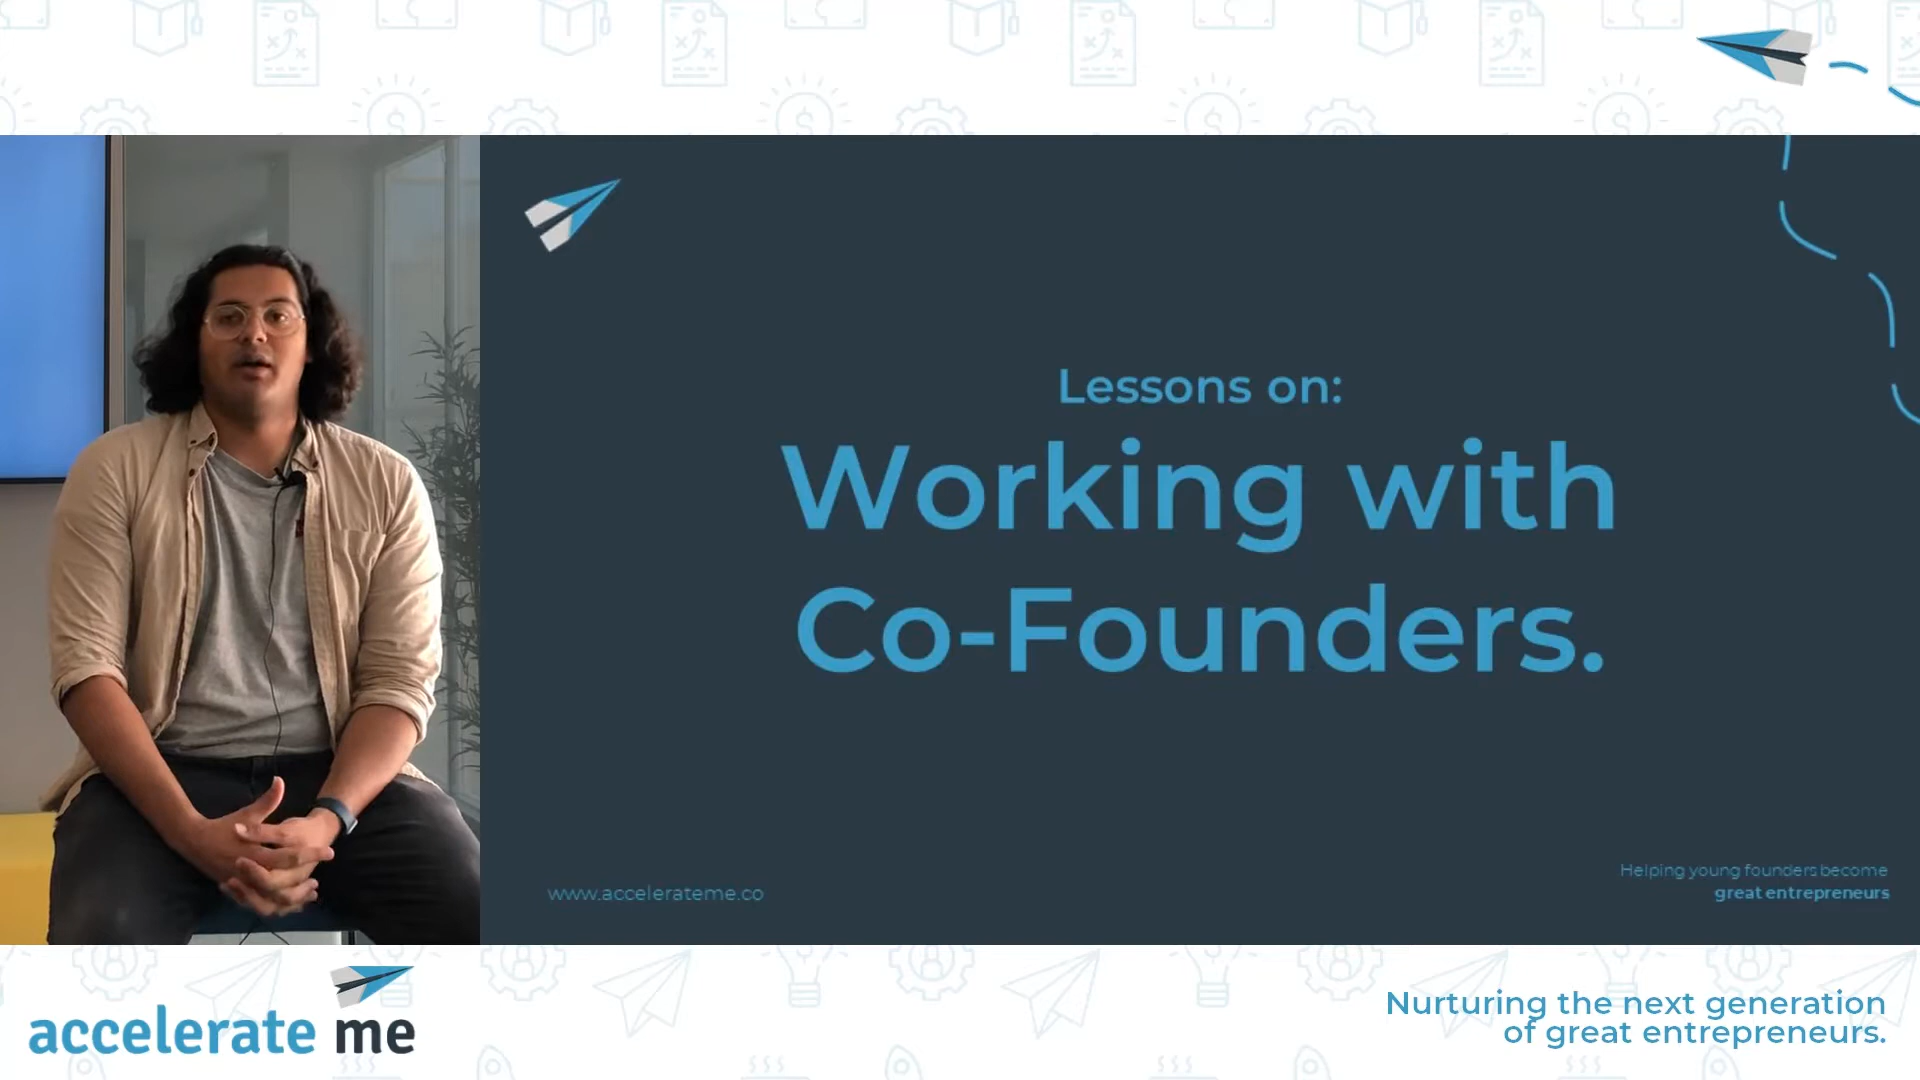 Lessons on:
Working with
Co-Founders.
www.accelerateme.co
Helping young founders become
great entrepreneurs
accelerate me
Nurturing the next generation
of great entrepreneurs.